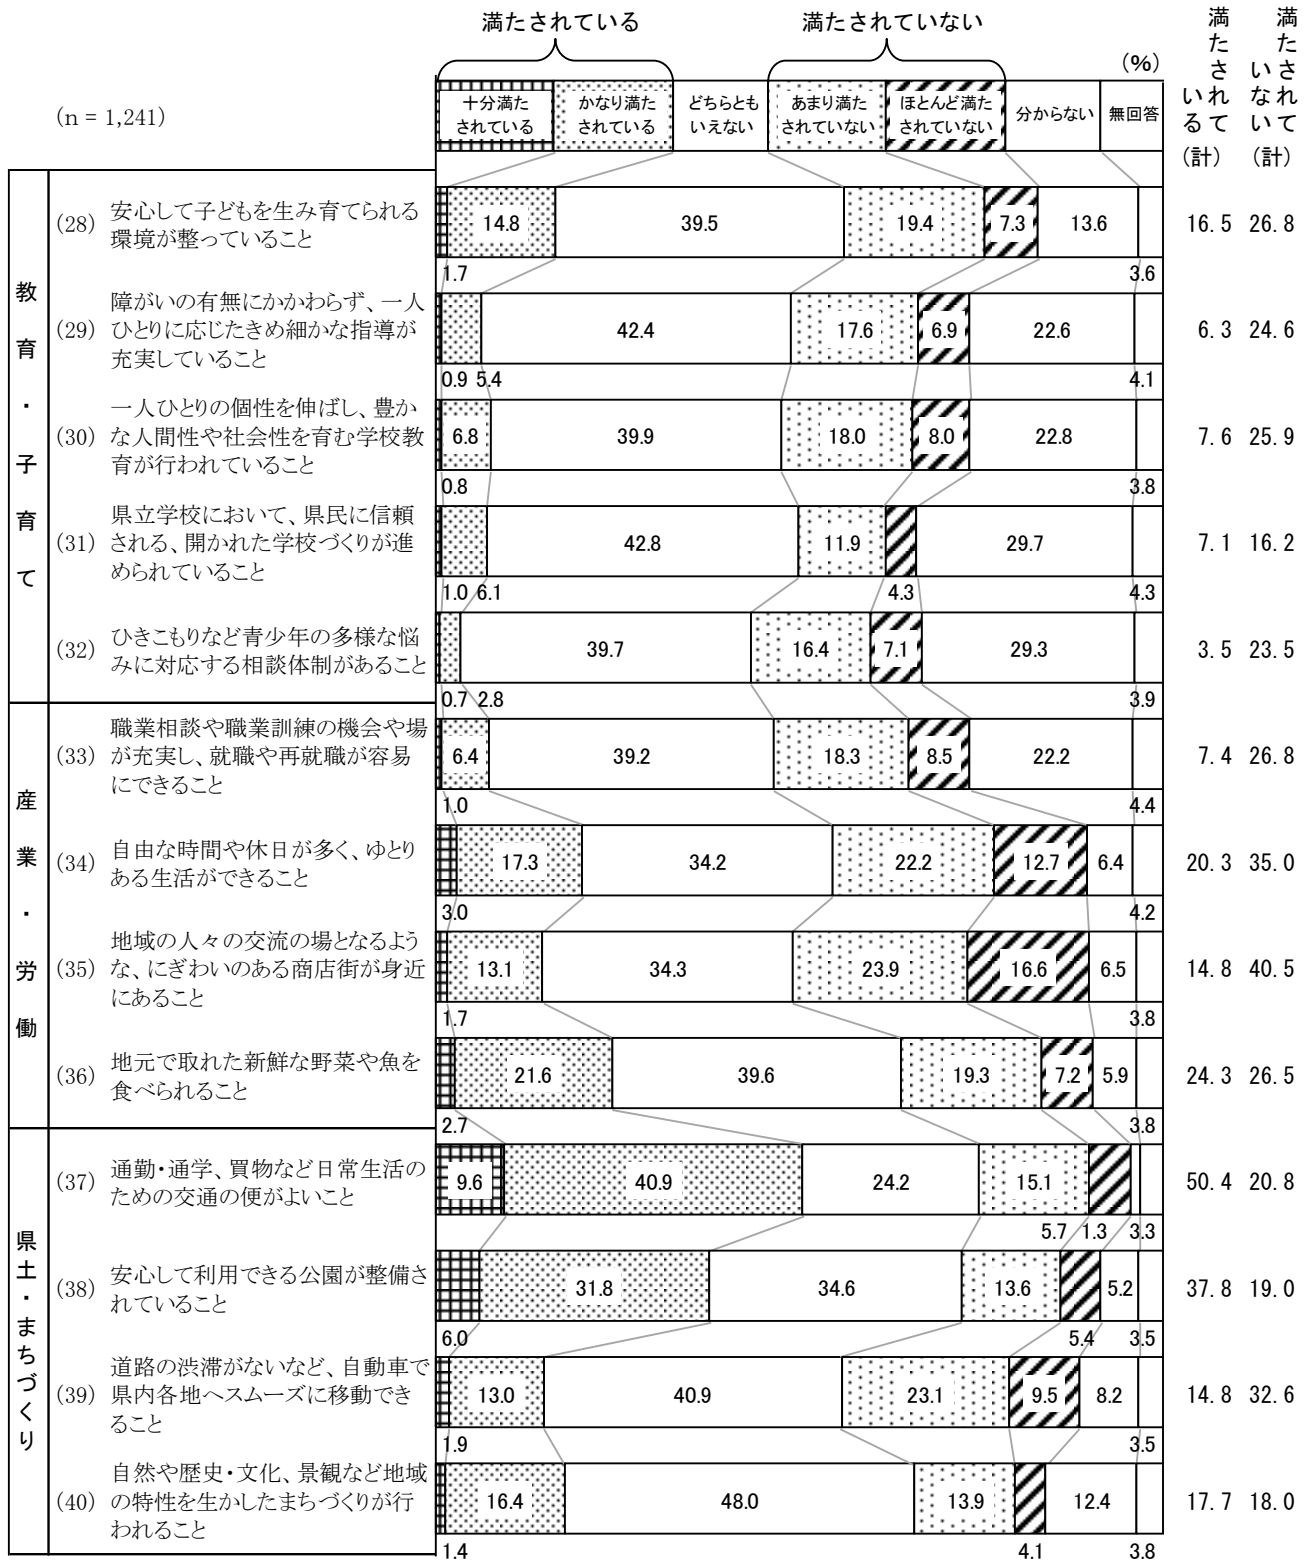 満たされている
満たされていない
(%)
満たされている(計)
満たされていない(計)
(n = 1,241)
十分満たされている
かなり満たされている
どちらともいえない
あまり満たされていない
ほとんど満たされていない
分からない
無回答
教育・子育て
(28) 安心して子どもを生み育てられる
環境が整っていること
14.8 39.5 19.4 7.3 13.6 16.5 26.8
1.7 3.6
(29) 障がいの有無にかかわらず、一人
ひとりに応じたきめ細かな指導が
充実していること
42.4 17.6 6.9 22.6 6.3 24.6
0.9 5.4 4.1
(30) 一人ひとりの個性を伸ばし、豊か
な人間性や社会性を育む学校教
育が行われていること
6.8 39.9 18.0 8.0 22.8 7.6 25.9
0.8 3.8
(31) 県立学校において、県民に信頼
される、開かれた学校づくりが進
められていること
42.8 11.9 29.7 7.1 16.2
1.0 6.1 4.3 4.3
(32) ひきこもりなど青少年の多様な悩
みに対応する相談体制があること
39.7 16.4 7.1 29.3 3.5 23.5
0.7 2.8 3.9
産業・労働
(33) 職業相談や職業訓練の機会や場
が充実し、就職や再就職が容易
にできること
6.4 39.2 18.3 8.5 22.2 7.4 26.8
1.0 4.4
(34) 自由な時間や休日が多く、ゆとり
ある生活ができること
17.3 34.2 22.2 12.7 6.4 20.3 35.0
3.0 4.2
(35) 地域の人々の交流の場となるよう
な、にぎわいのある商店街が身近
にあること
13.1 34.3 23.9 16.6 6.5 14.8 40.5
1.7 3.8
(36) 地元で取れた新鮮な野菜や魚を
食べられること
21.6 39.6 19.3 7.2 5.9 24.3 26.5
2.7 3.8
県土・まちづくり
(37) 通勤・通学、買物など日常生活の
ための交通の便がよいこと
9.6 40.9 24.2 15.1 50.4 20.8
5.7 1.3 3.3
(38) 安心して利用できる公園が整備さ
れていること
31.8 34.6 13.6 5.2 37.8 19.0
6.0 5.4 3.5
(39) 道路の渋滞がないなど、自動車で
県内各地へスムーズに移動でき
ること
13.0 40.9 23.1 9.5 8.2 14.8 32.6
1.9 3.5
(40) 自然や歴史・文化、景観など地域
の特性を生かしたまちづくりが行
われること
16.4 48.0 13.9 12.4 17.7 18.0
1.4 4.1 3.8